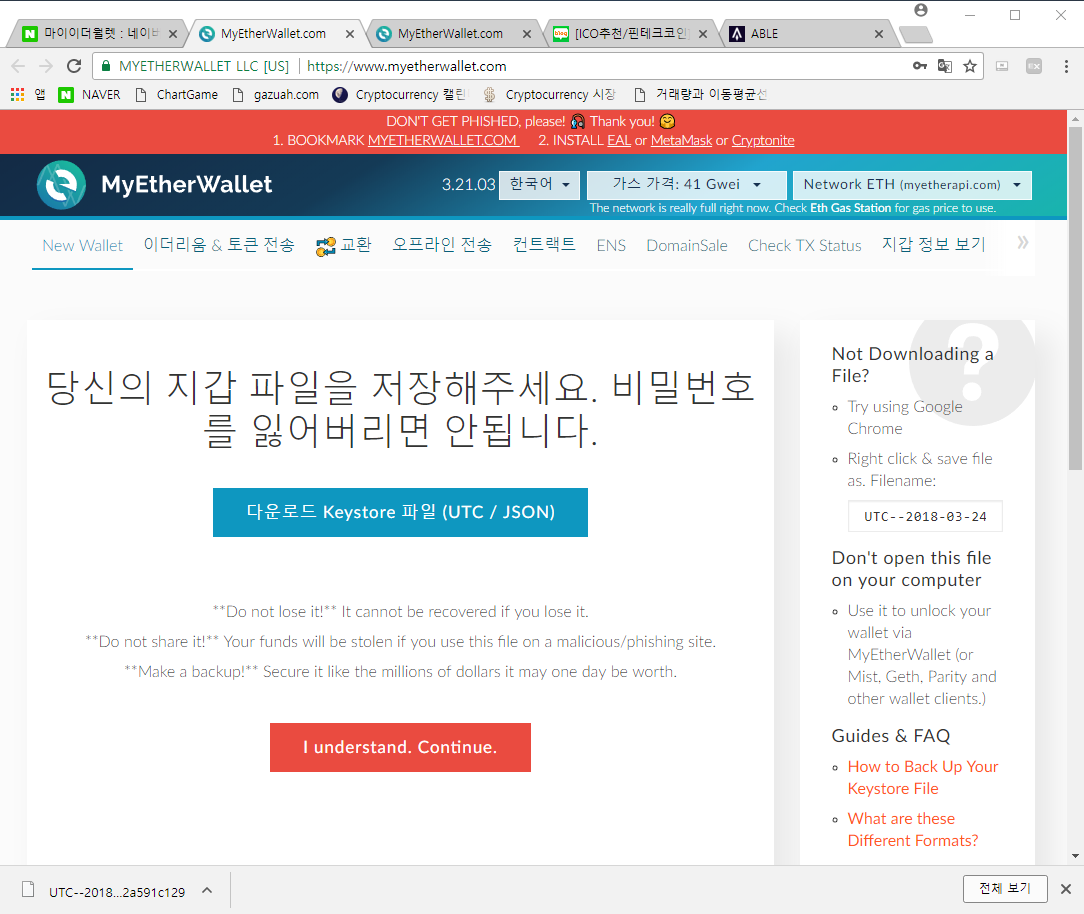 마이이더월렛 : 네이버
MyEtherWallet.com
MyEtherWallet.com
[ICO추천/핀테크코인
ABLE
MYETHERWALLET LLC [US]
https://www.myetherwallet.com
앱
NAVER
ChartGame
gazuah.com
Cryptocurrency 캘린
Cryptocurrency 시장
거래량과 이동평균선
DON'T GET PHISHED, please! Thank you!
1. BOOKMARK MYETHERWALLET.COM 2. INSTALL EAL or MetaMask or Cryptonite
MyEtherWallet
3.21.03
한국어
가스 가격: 41 Gwei
Network ETH (myetherapi.com)
The network is really full right now. Check Eth Gas Station for gas price to use.
New Wallet
이더리움 & 토큰 전송
교환
오프라인 전송
컨트랙트
ENS
DomainSale
Check TX Status
지갑 정보 보기
»
당신의 지갑 파일을 저장해주세요. 비밀번호
를 잃어버리면 안됩니다.
다운로드 Keystore 파일 (UTC / JSON)
**Do not lose it!** It cannot be recovered if you lose it.
**Do not share it!** Your funds will be stolen if you use this file on a malicious/phishing site.
**Make a backup!** Secure it like the millions of dollars it may one day be worth.
I understand. Continue.
Not Downloading a
File?
Try using Google
Chrome
Right click & save file
as. Filename:
UTC--2018-03-24
Don't open this file
on your computer
Use it to unlock your
wallet via
MyEtherWallet (or
Mist, Geth, Parity and
other wallet clients.)
Guides & FAQ
How to Back Up Your
Keystore File
What are these
Different Formats?
UTC--2018...2a591c129
전체 보기